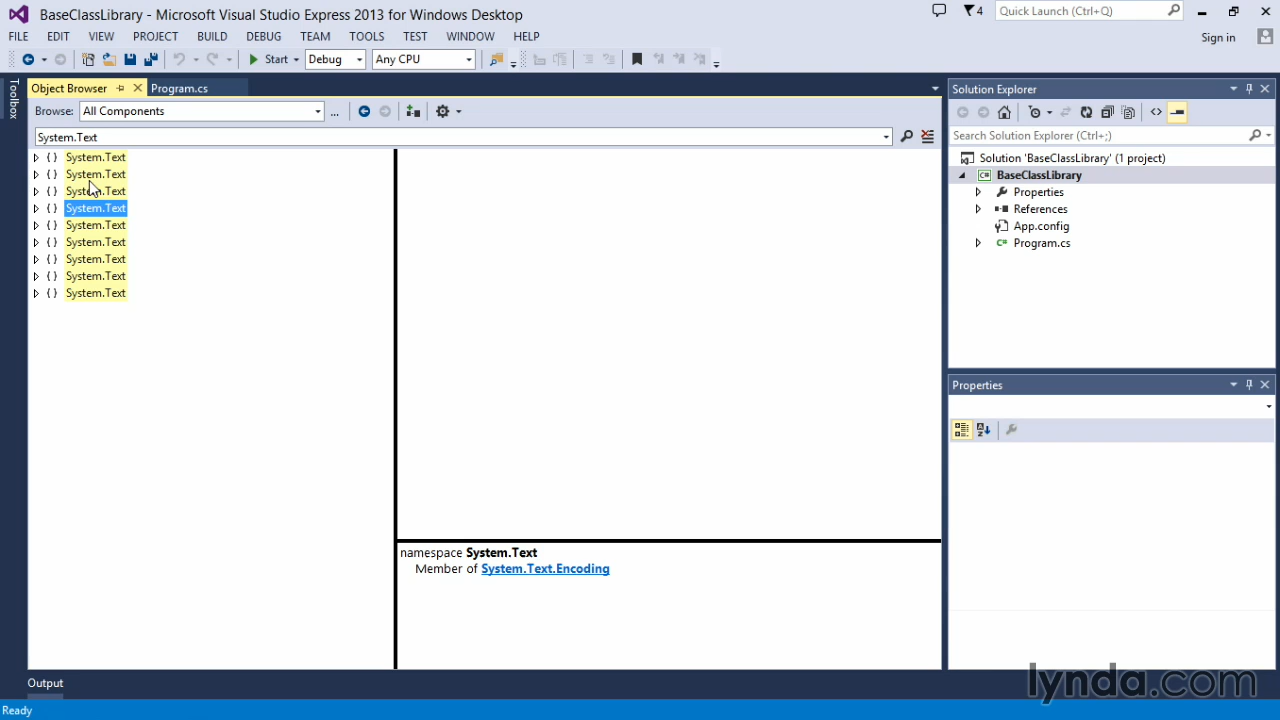 BaseClassLibrary - Microsoft Visual Studio Express 2013 for Windows Desktop
4
Quick Launch (Ctrl+Q)
FILE EDIT VIEW PROJECT BUILD DEBUG TEAM TOOLS TEST WINDOW HELP
Sign in
Start Debug Any CPU
Toolbox
Object Browser Program.cs
Browse: All Components ...
System.Text
{ } System.Text
{ } System.Text
{ } System.Text
{ } System.Text
{ } System.Text
{ } System.Text
{ } System.Text
{ } System.Text
{ } System.Text
namespace System.Text
Member of System.Text.Encoding
Solution Explorer
Search Solution Explorer (Ctrl+;)
Solution 'BaseClassLibrary' (1 project)
C# BaseClassLibrary
Properties
References
App.config
C# Program.cs
Properties
Output
Ready
lynda.com